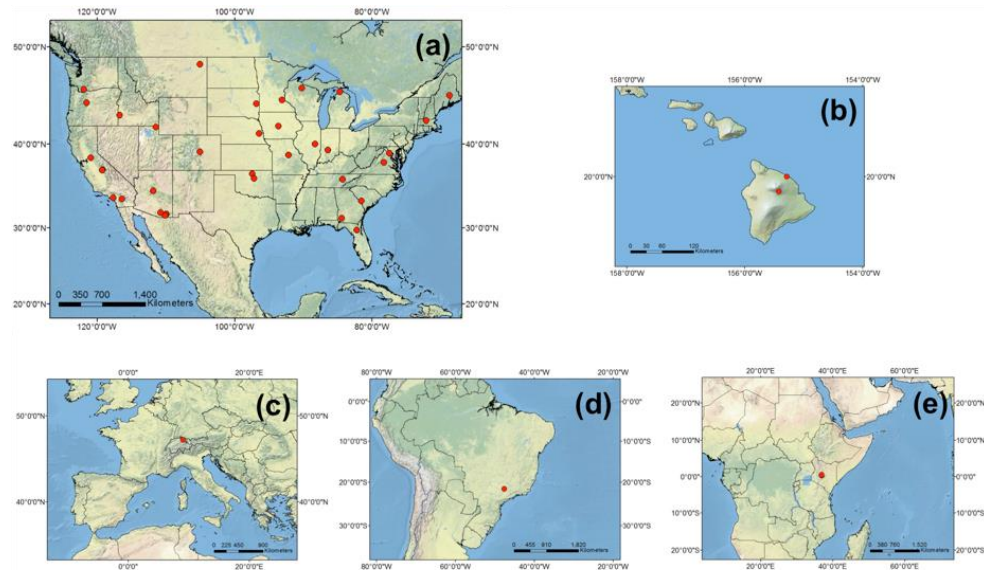 (a)
120°0'0"W 100°0'0"W 80°0'0"W
50°0'0"N 50°0'0"N
40°0'0"N 40°0'0"N
30°0'0"N 30°0'0"N
20°0'0"N 20°0'0"N
0 350 700 1,400
Kilometers
120°0'0"W 100°0'0"W 80°0'0"W
(b)
158°0'0"W 156°0'0"W 154°0'0"W
20°0'0"N 20°0'0"N
0 30 60 120
Kilometers
158°0'0"W 156°0'0"W 154°0'0"W
(c)
0°0'0" 20°0'0"E
50°0'0"N
40°0'0"N
0 225 450 900
Kilometers
0°0'0" 20°0'0"E
(d)
80°0'0"W 60°0'0"W 40°0'0"W 20°0'0"W
0°0'0" 0°0'0"
10°0'0"S 10°0'0"S
20°0'0"S 20°0'0"S
30°0'0"S 30°0'0"S
0 455 910 1,820
Kilometers
80°0'0"W 60°0'0"W 40°0'0"W 20°0'0"W
(e)
20°0'0"E 40°0'0"E 60°0'0"E
20°0'0"N 20°0'0"N
10°0'0"N 10°0'0"N
0°0'0" 0°0'0"
10°0'0"S 10°0'0"S
20°0'0"S 20°0'0"S
0 380 760 1,520
Kilometers
20°0'0"E 40°0'0"E 60°0'0"E